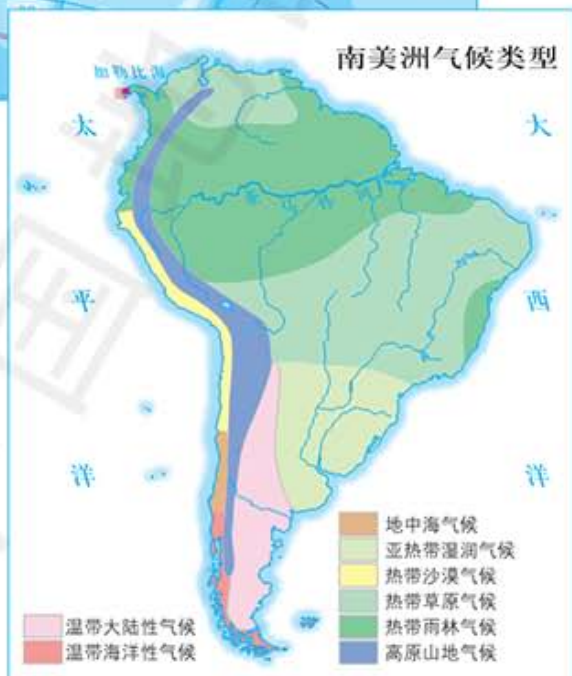 南美洲气候类型
加勒比海
太
平
洋
大
西
洋
地中海气候
亚热带湿润气候
热带沙漠气候
热带草原气候
热带雨林气候
高原山地气候
温带大陆性气候
温带海洋性气候